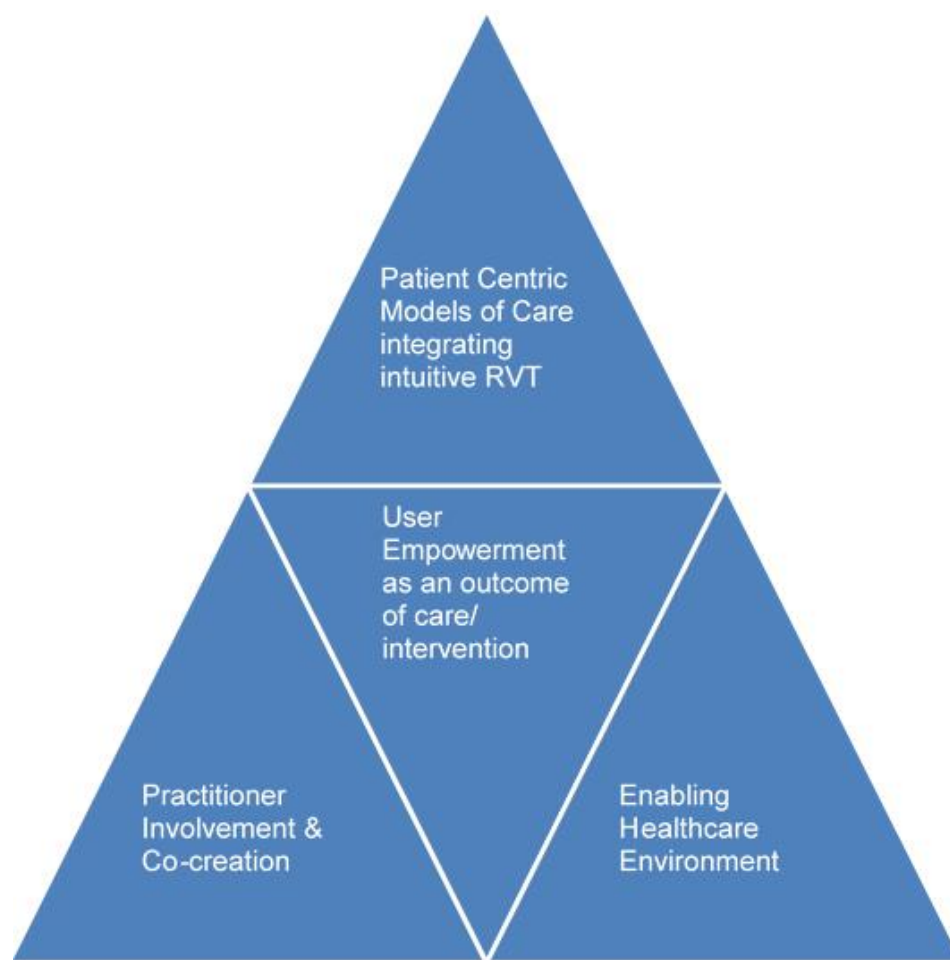 Patient Centric
Models of Care
integrating
intuitive RVT
User
Empowerment
as an outcome
of care/
intervention
Practitioner
Involvement &
Co-creation
Enabling
Healthcare
Environment